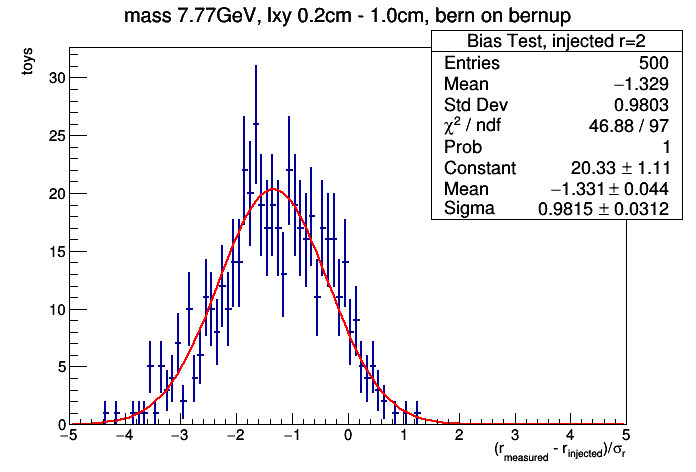 mass 7.77GeV, lxy 0.2cm - 1.0cm, bern on bernup
Bias Test, injected r=2
Entries 500
Mean −1.329
Std Dev 0.9803
χ² / ndf 46.88 / 97
Prob 1
Constant 20.33 ± 1.11
Mean −1.331 ± 0.044
Sigma 0.9815 ± 0.0312
toys
30
25
20
15
10
5
0
−5 −4 −3 −2 −1 0 1 2 3 4 5
(r_measured - r_injected)/σ_r